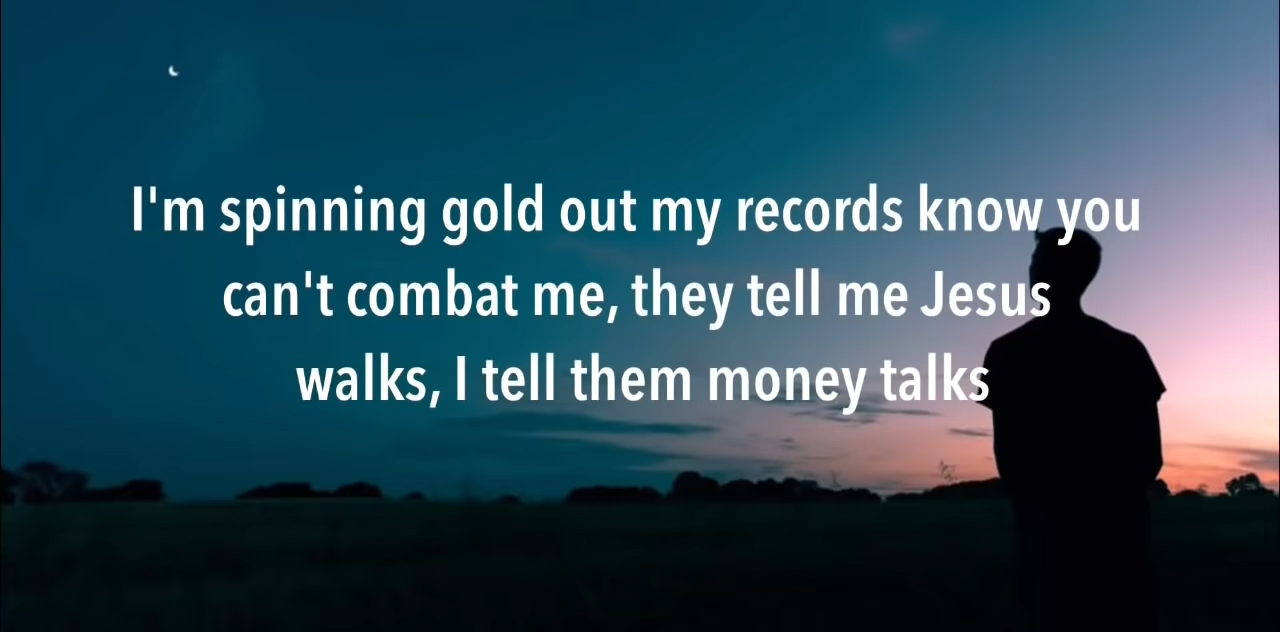 I'm spinning gold out my records know you
can't combat me, they tell me Jesus
walks, I tell them money talks